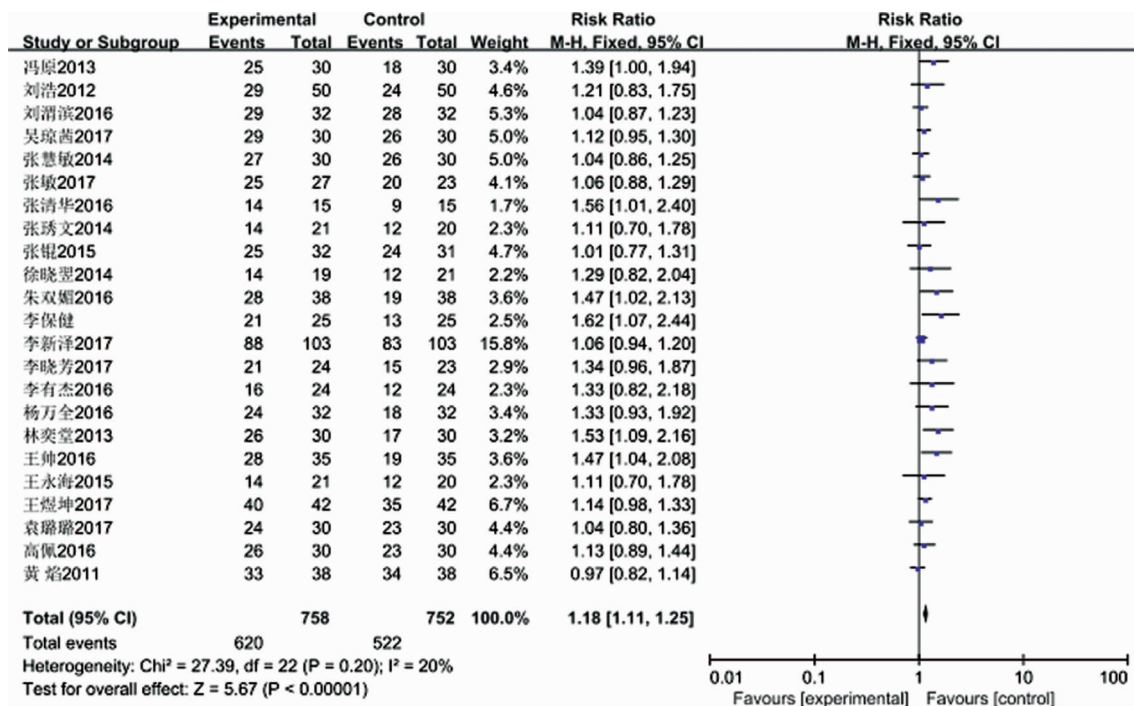 Experimental Control Risk Ratio Risk Ratio
Study or Subgroup Events Total Events Total Weight M-H, Fixed, 95% CI M-H, Fixed, 95% CI
冯原2013 25 30 18 30 3.4% 1.39 [1.00, 1.94]
刘浩2012 29 50 24 50 4.6% 1.21 [0.83, 1.75]
刘渭滨2016 29 32 28 32 5.3% 1.04 [0.87, 1.23]
吴琼茜2017 29 30 26 30 5.0% 1.12 [0.95, 1.30]
张慧敏2014 27 30 26 30 5.0% 1.04 [0.86, 1.25]
张敏2017 25 27 20 23 4.1% 1.06 [0.88, 1.29]
张清华2016 14 15 9 15 1.7% 1.56 [1.01, 2.40]
张琇文2014 14 21 12 20 2.3% 1.11 [0.70, 1.78]
张锟2015 25 32 24 31 4.7% 1.01 [0.77, 1.31]
徐晓翌2014 14 19 12 21 2.2% 1.29 [0.82, 2.04]
朱双媚2016 28 38 19 38 3.6% 1.47 [1.02, 2.13]
李保健 21 25 13 25 2.5% 1.62 [1.07, 2.44]
李新泽2017 88 103 83 103 15.8% 1.06 [0.94, 1.20]
李晓芳2017 21 24 15 23 2.9% 1.34 [0.96, 1.87]
李有杰2016 16 24 12 24 2.3% 1.33 [0.82, 2.18]
杨万全2016 24 32 18 32 3.4% 1.33 [0.93, 1.92]
林奕堂2013 26 30 17 30 3.2% 1.53 [1.09, 2.16]
王帅2016 28 35 19 35 3.6% 1.47 [1.04, 2.08]
王永海2015 14 21 12 20 2.3% 1.11 [0.70, 1.78]
王煜坤2017 40 42 35 42 6.7% 1.14 [0.98, 1.33]
袁璐璐2017 24 30 23 30 4.4% 1.04 [0.80, 1.36]
高佩2016 26 30 23 30 4.4% 1.13 [0.89, 1.44]
黄 焰2011 33 38 34 38 6.5% 0.97 [0.82, 1.14]
Total (95% CI) 758 752 100.0% 1.18 [1.11, 1.25]
Total events 620 522
Heterogeneity: Chi² = 27.39, df = 22 (P = 0.20); I² = 20%
Test for overall effect: Z = 5.67 (P < 0.00001)
0.01 0.1 1 10 100
Favours [experimental] Favours [control]